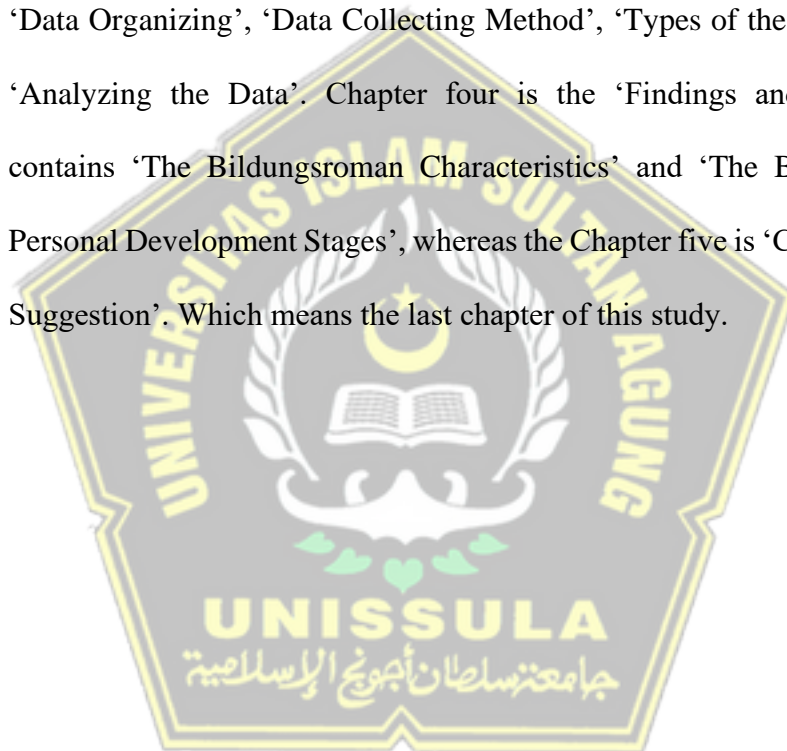 ‘Data Organizing’, ‘Data Collecting Method’, ‘Types of the
‘Analyzing the Data’. Chapter four is the ‘Findings an
contains ‘The Bildungsroman Characteristics’ and ‘The B
Personal Development Stages’, whereas the Chapter five is ‘C
Suggestion’. Which means the last chapter of this study.
UNIVERSITAS ISLAM SULTAN AGUNG
UNISSULA
جامعة سلطان أجونج الإسلامية